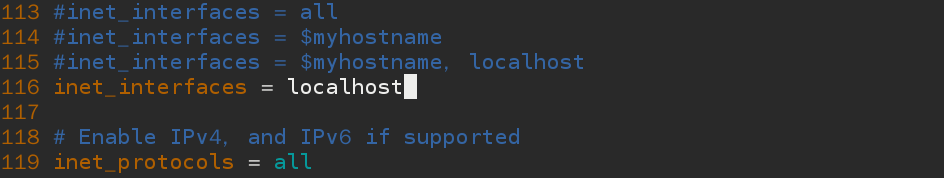 113 #inet_interfaces = all
114 #inet_interfaces = $myhostname
115 #inet_interfaces = $myhostname, localhost
116 inet_interfaces = localhost
117
118 # Enable IPv4, and IPv6 if supported
119 inet_protocols = all